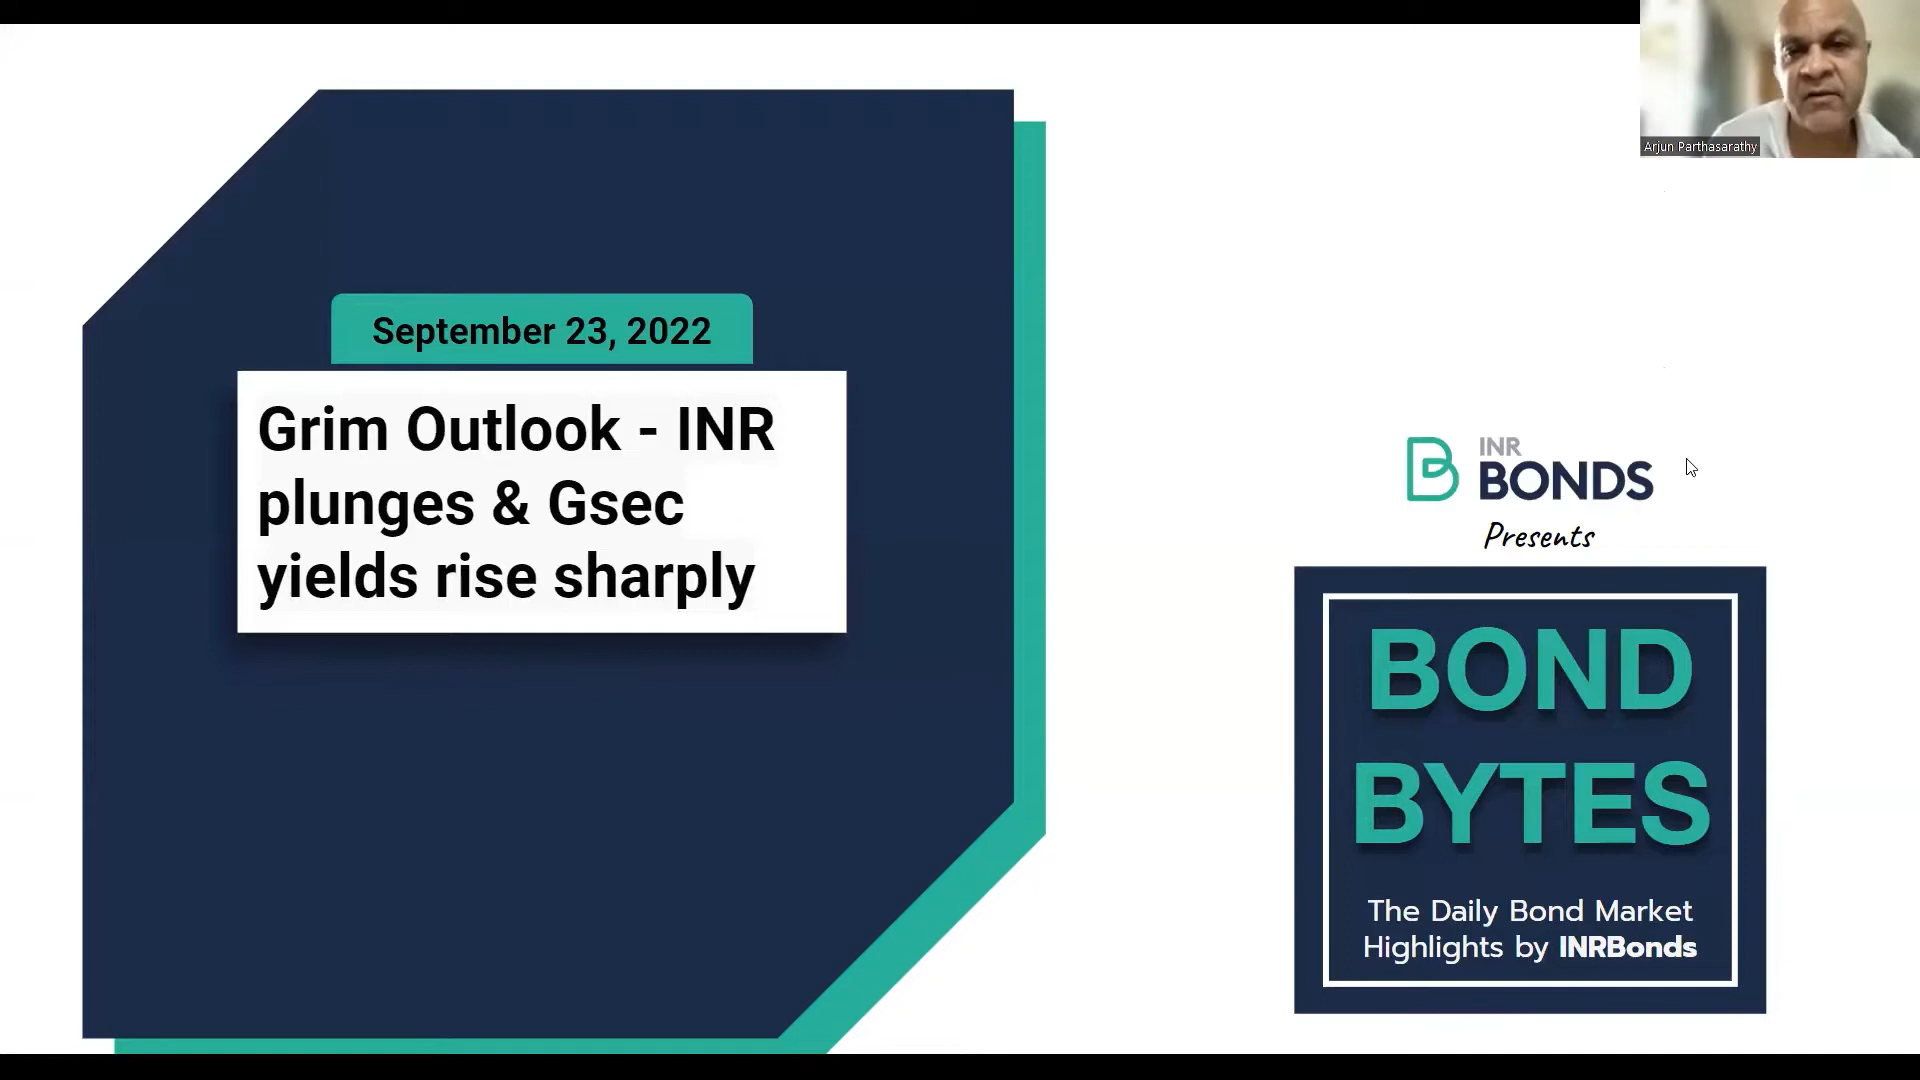 Arjun Parthasarathy
September 23, 2022
Grim Outlook - INR
plunges & Gsec
yields rise sharply
INR
BONDS
Presents
BOND
BYTES
The Daily Bond Market
Highlights by INRBonds